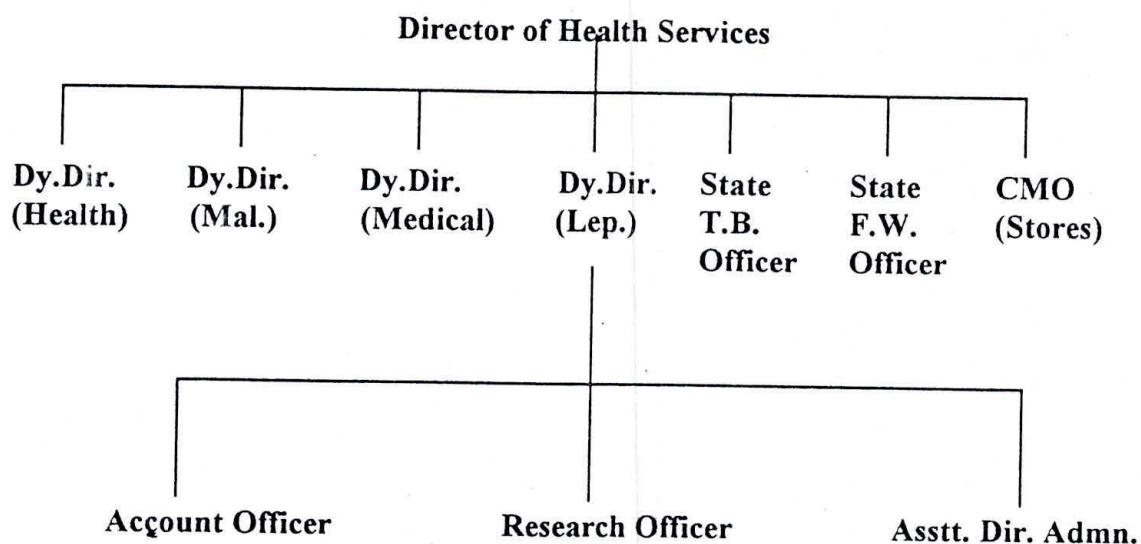 Director of Health Services
Dy.Dir.
(Health)
Dy.Dir.
(Mal.)
Dy.Dir.
(Medical)
Dy.Dir.
(Lep.)
State
T.B.
Officer
State
F.W.
Officer
CMO
(Stores)
Account Officer
Research Officer
Asstt. Dir. Admn.